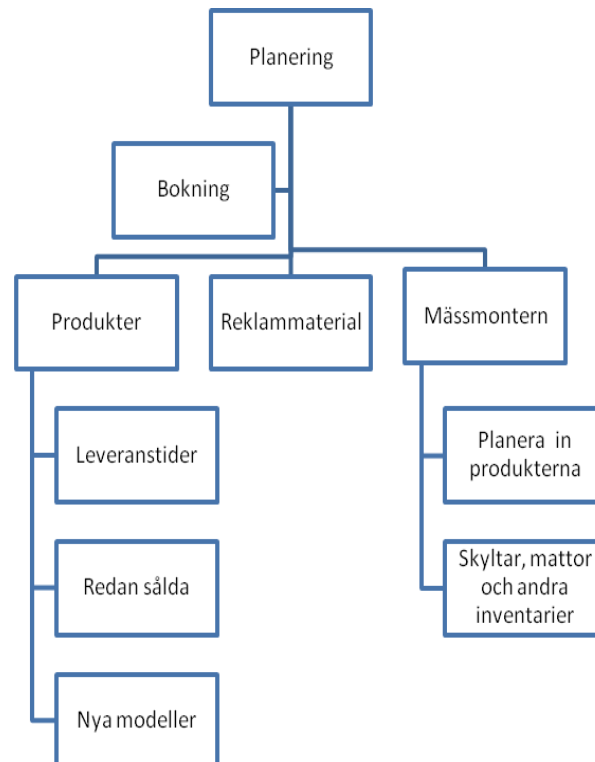 Planering
Bokning
Produkter
Reklammaterial
Mässmontern
Leveranstider
Planera in
produkterna
Redan sålda
Skyltar, mattor
och andra
inventarier
Nya modeller